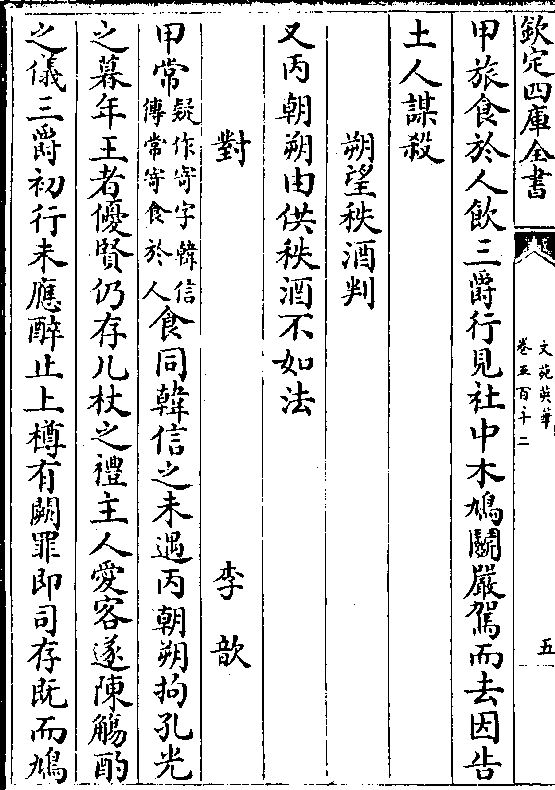 欽定四庫全書
文苑英華
卷五百十二
五
甲旅食於人飲三爵行見社中木鳩鬭嚴駕而去因告
土人謀殺
朔望秩酒判
又丙朝朔由供秩酒不如法
對
李歆
甲常疑作寄字韓信傳常寄食於人食同韓信之未遇丙朝朔拘孔光
之暮年王者優賢仍存几杖之禮主人愛客遂陳觴酌
之儀三爵初行未應醉止上樽有闕罪即司存既而鳩